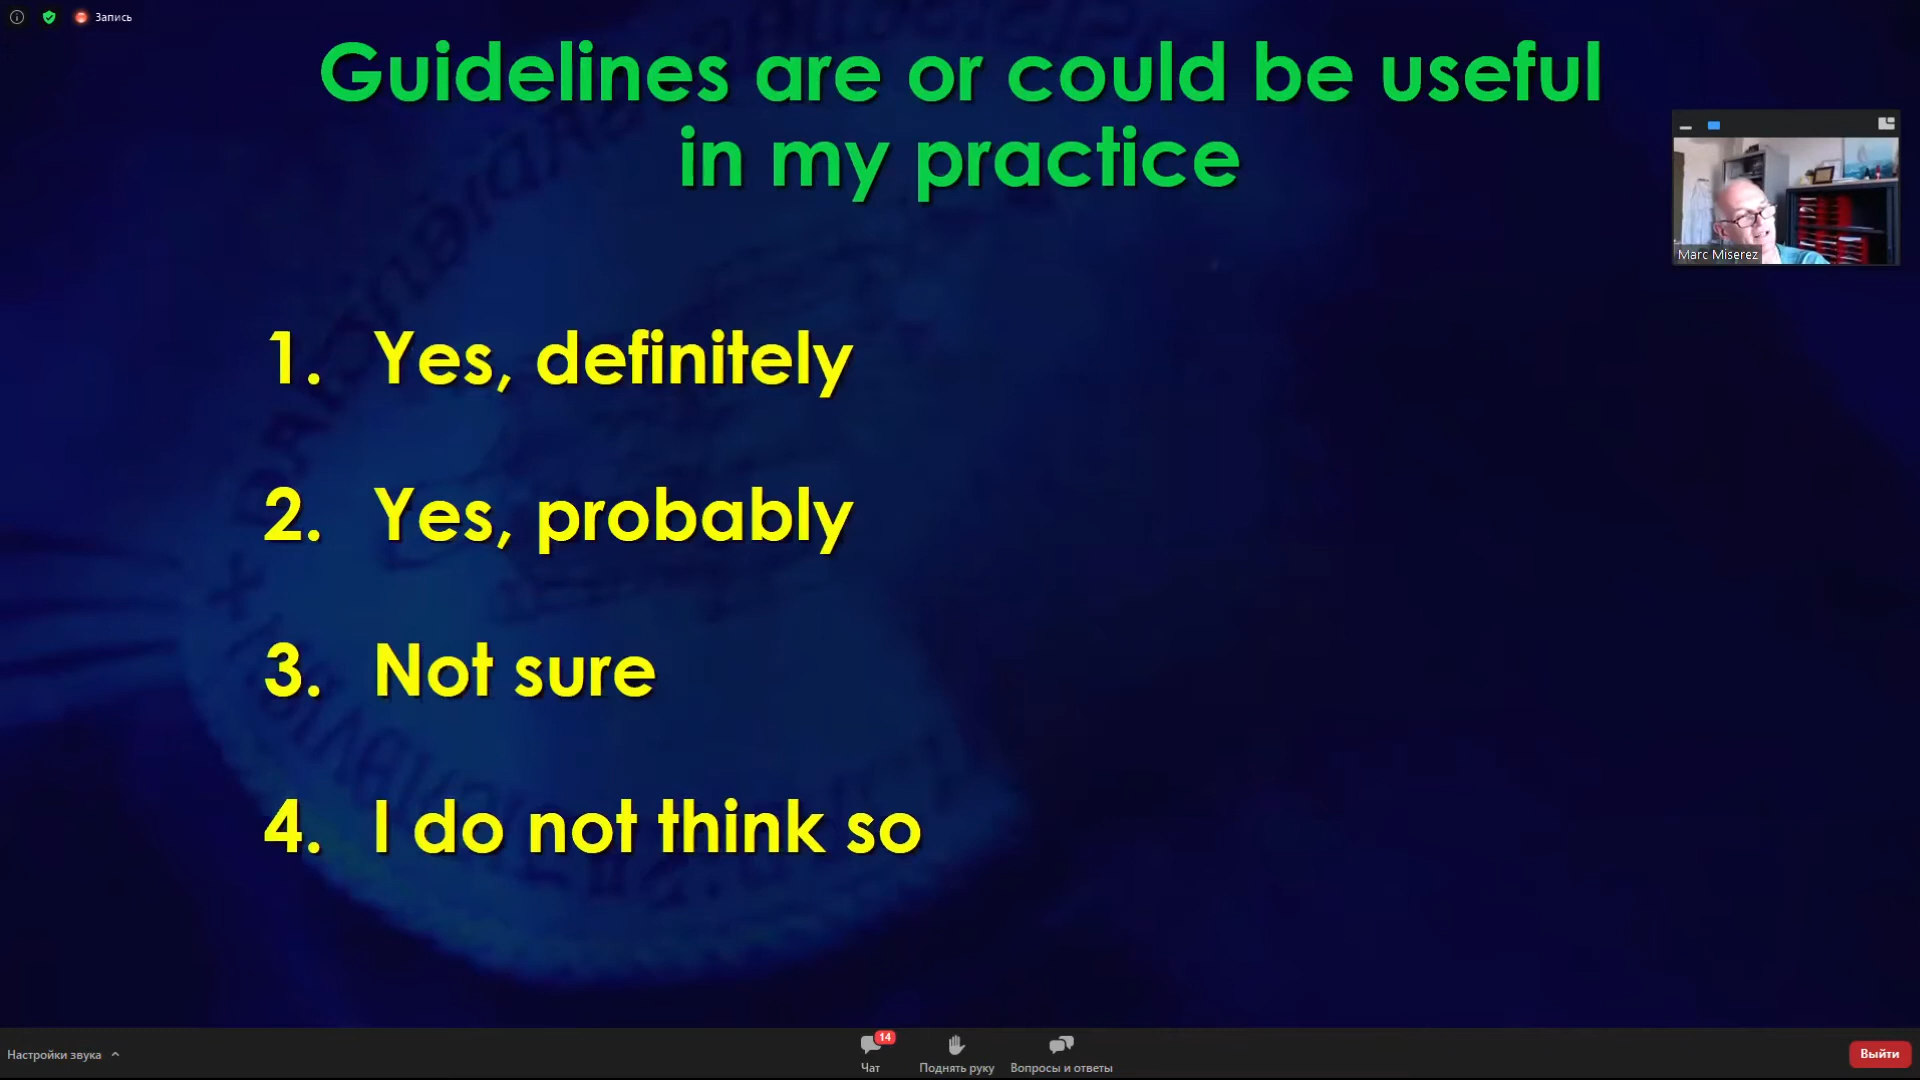 Запись
Guidelines are or could be useful
in my practice
Marc Miserez
1. Yes, definitely
2. Yes, probably
3. Not sure
4. I do not think so
Настройки звука
14
Чат
Поднять руку
Вопросы и ответы
Выйти